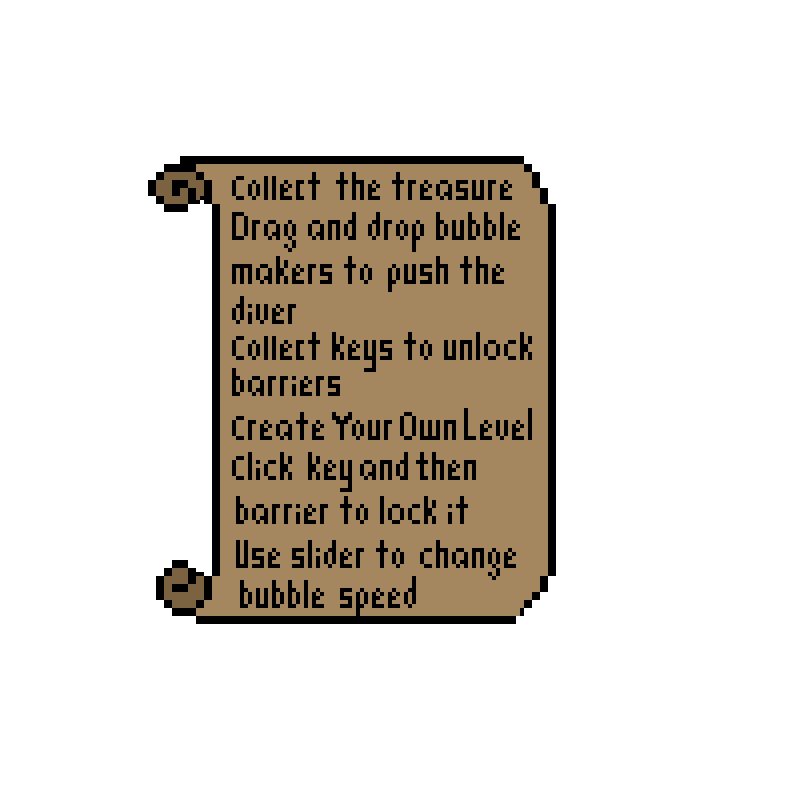 Collect the treasure
Drag and drop bubble
makers to push the
diver
Collect keys to unlock
barriers
Create Your Own Level
Click key and then
barrier to lock it
Use slider to change
bubble speed